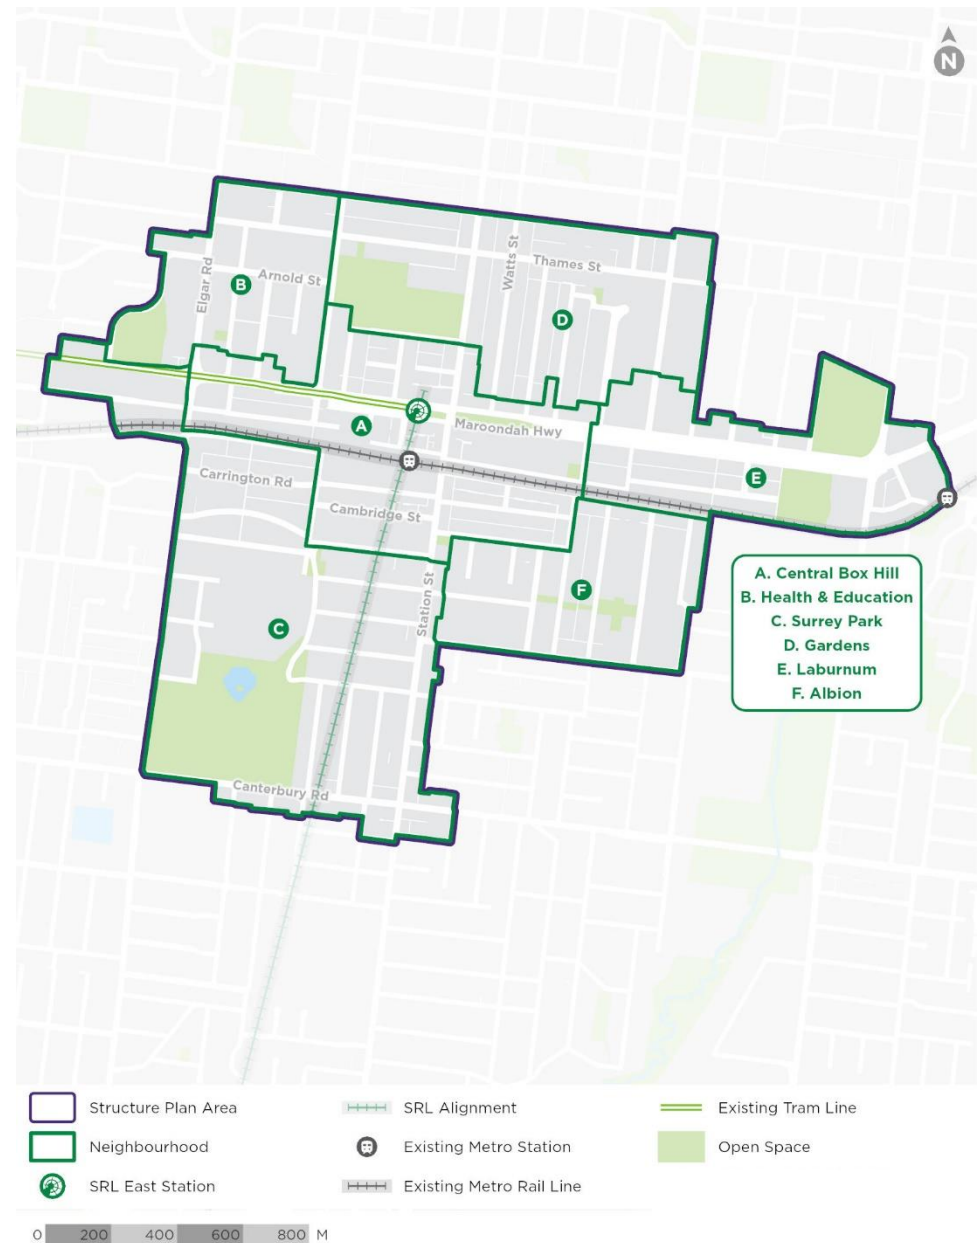 N
Watts St
Thames St
Elgar Rd
Arnold St
B
D
A
Maroondah Hwy
E
Carrington Rd
Cambridge St
Station St
F
C
Canterbury Rd
A. Central Box Hill
B. Health & Education
C. Surrey Park
D. Gardens
E. Laburnum
F. Albion
Structure Plan Area
Neighbourhood
SRL East Station
SRL Alignment
Existing Metro Station
Existing Metro Rail Line
Existing Tram Line
Open Space
0 200 400 600 800 M